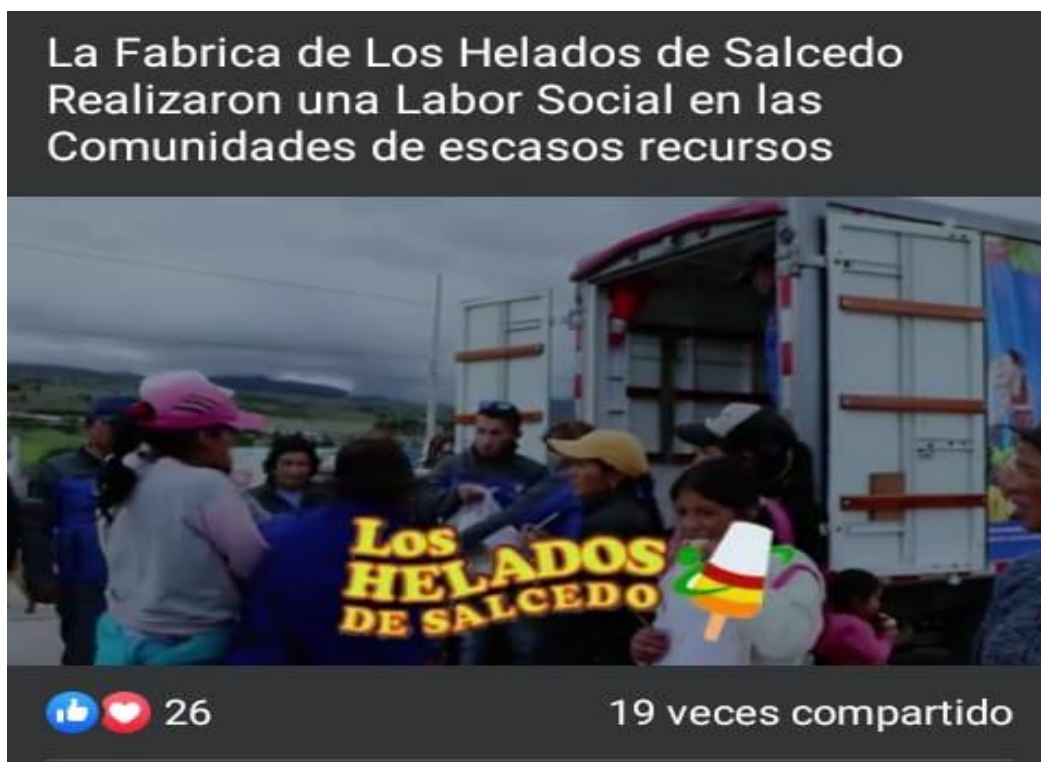 La Fabrica de Los Helados de Salcedo
Realizaron una Labor Social en las
Comunidades de escasos recursos
Los
HELADOS
DE SALCEDO
26
19 veces compartido